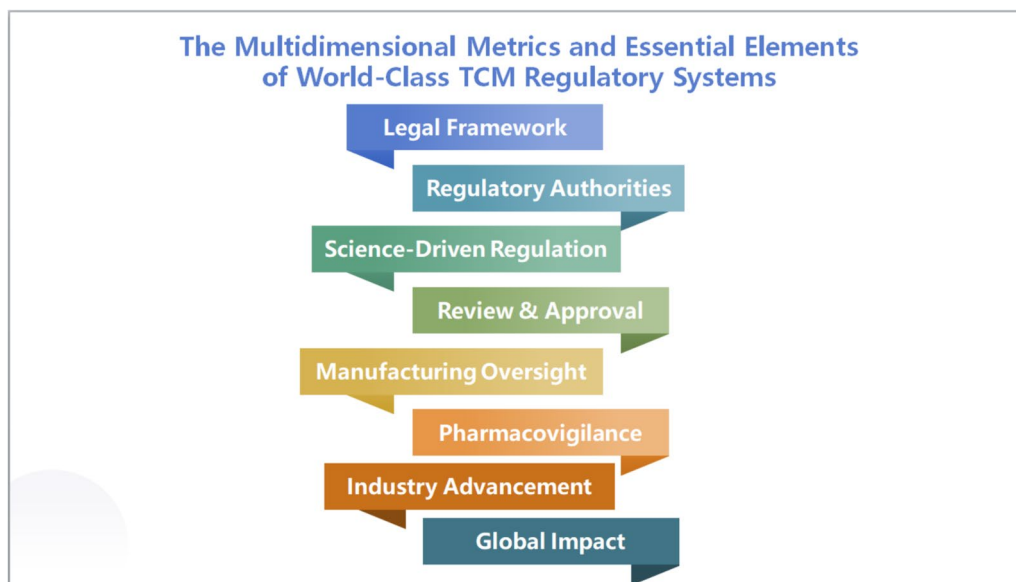 The Multidimensional Metrics and Essential Elements
of World-Class TCM Regulatory Systems
Legal Framework
Regulatory Authorities
Science-Driven Regulation
Review & Approval
Manufacturing Oversight
Pharmacovigilance
Industry Advancement
Global Impact